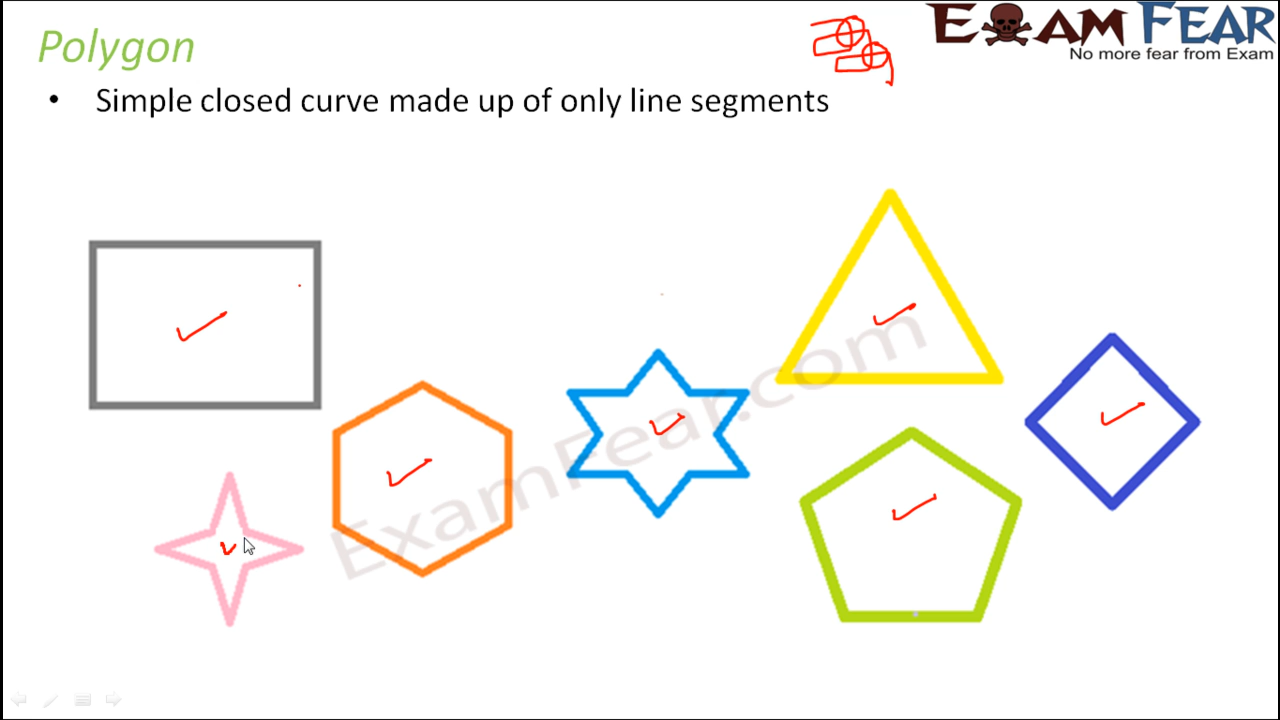 Polygon
EXAM FEAR
No more fear from Exam
• Simple closed curve made up of only line segments
ExamFear.com